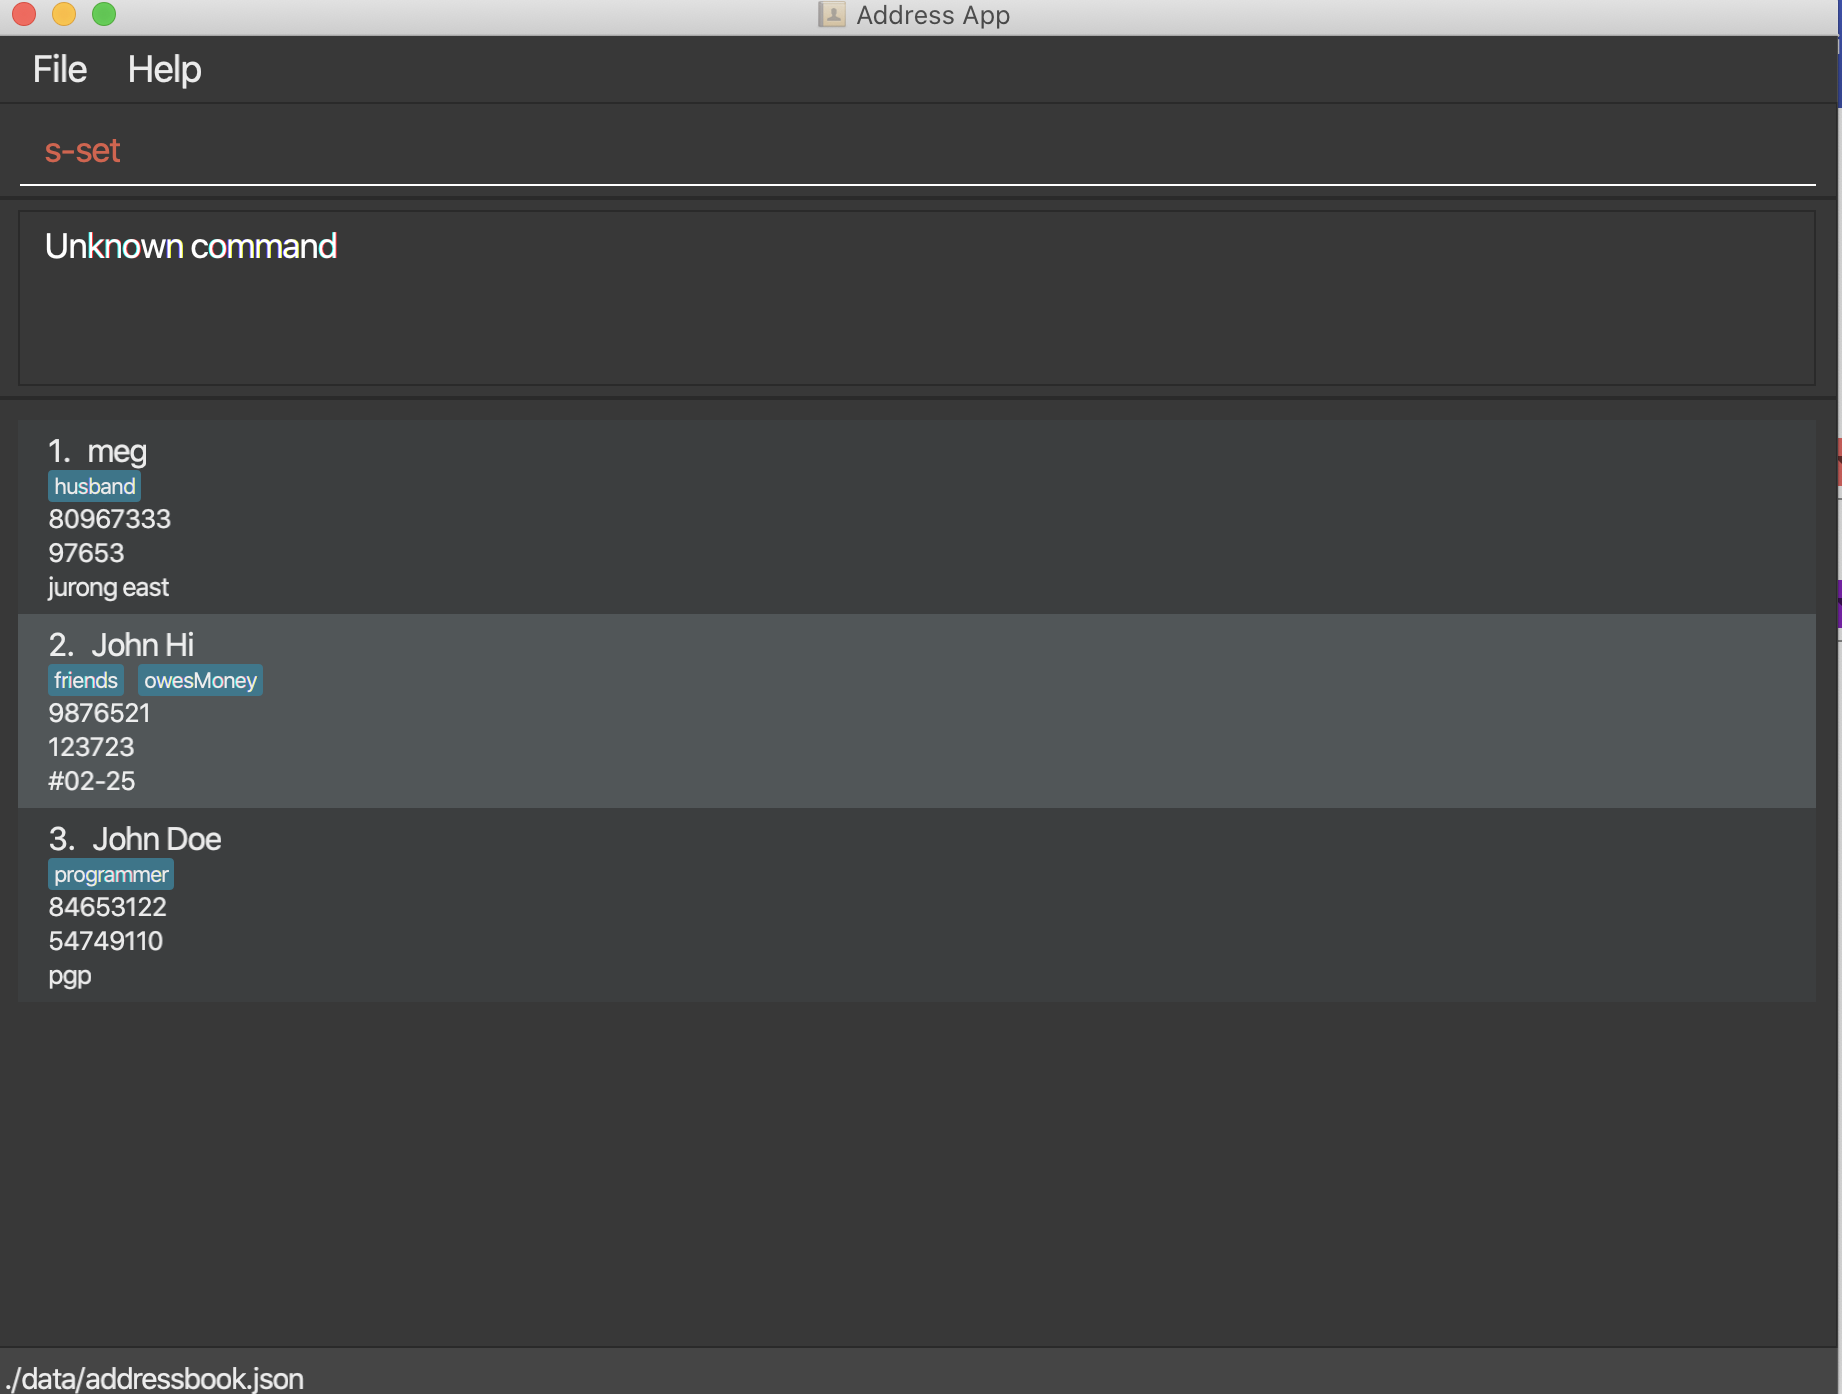 Address App
File Help
s-set
Unknown command
1. meg
husband
80967333
97653
jurong east
2. John Hi
friends owesMoney
9876521
123723
#02-25
3. John Doe
programmer
84653122
54749110
pgp
./data/addressbook.json